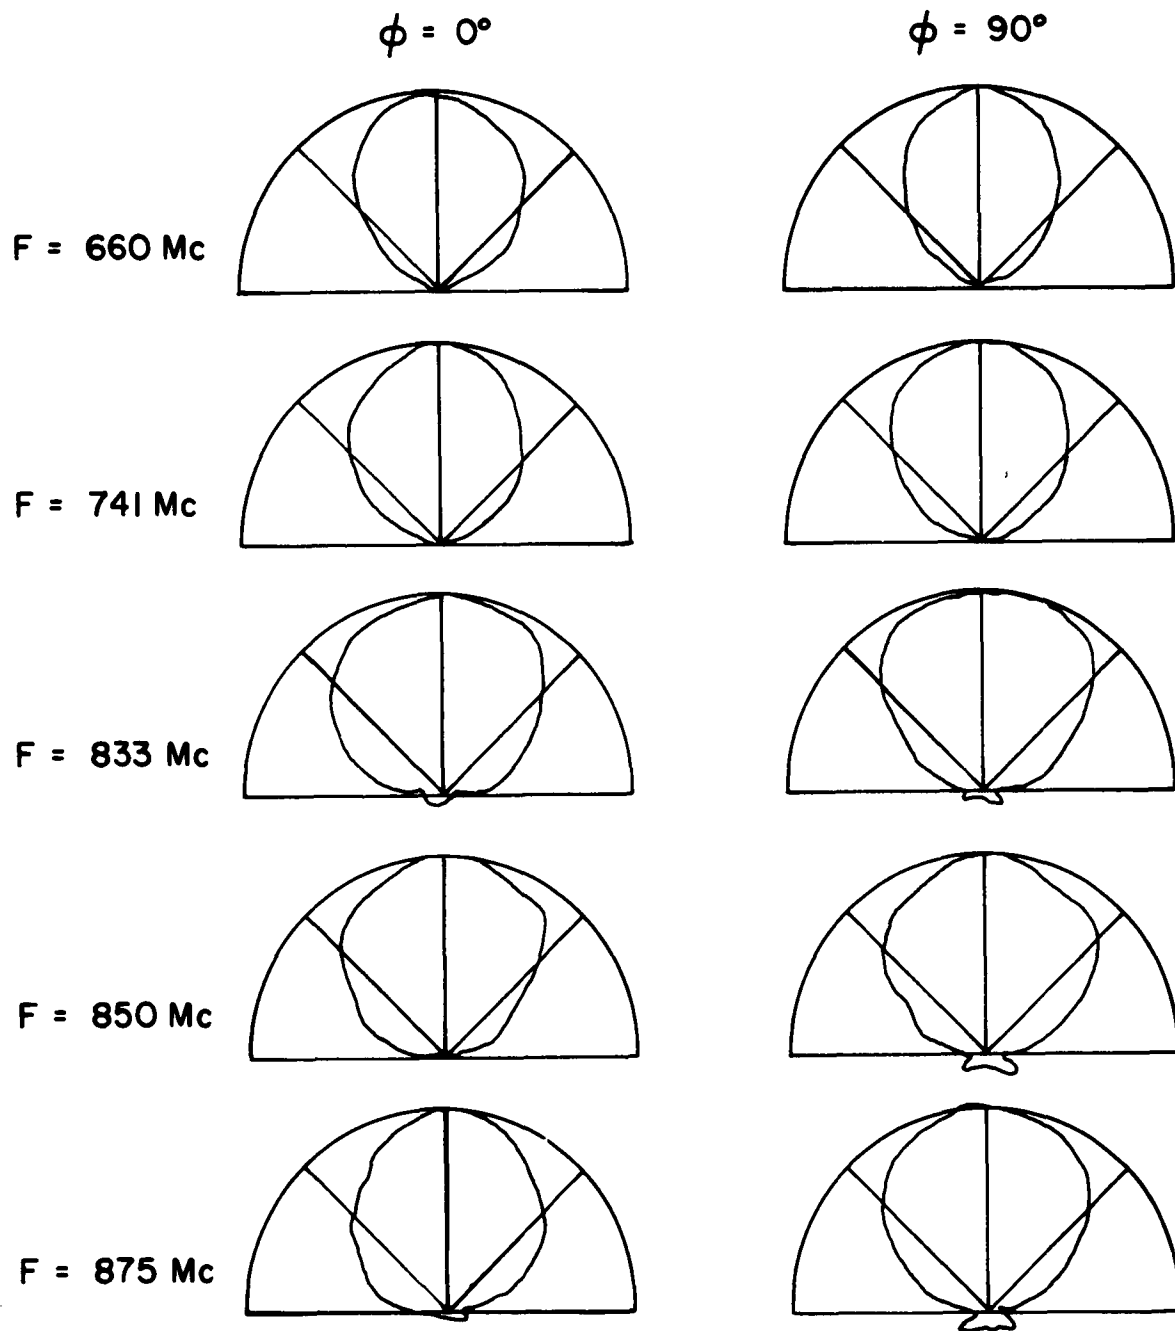 ϕ = 0°
ϕ = 90°
F = 660 Mc
F = 741 Mc
F = 833 Mc
F = 850 Mc
F = 875 Mc